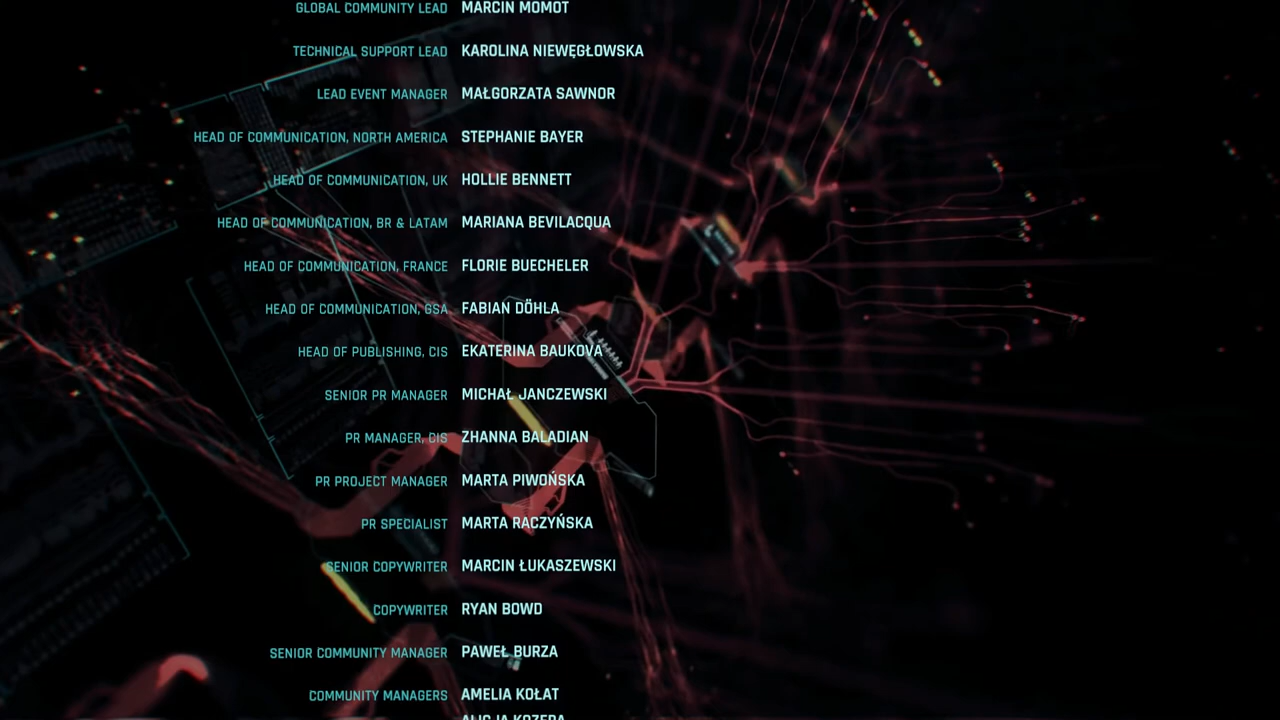 GLOBAL COMMUNITY LEAD MARCIN MOMOT
TECHNICAL SUPPORT LEAD KAROLINA NIEWĘGŁOWSKA
LEAD EVENT MANAGER MAŁGORZATA SAWNOR
HEAD OF COMMUNICATION, NORTH AMERICA STEPHANIE BAYER
HEAD OF COMMUNICATION, UK HOLLIE BENNETT
HEAD OF COMMUNICATION, BR & LATAM MARIANA BEVILACQUA
HEAD OF COMMUNICATION, FRANCE FLORIE BUECHELER
HEAD OF COMMUNICATION, GSA FABIAN DÖHLA
HEAD OF PUBLISHING, CIS EKATERINA BAUKOVA
SENIOR PR MANAGER MICHAŁ JANCZEWSKI
PR MANAGER, CIS ZHANNA BALADIAN
PR PROJECT MANAGER MARTA PIWOŃSKA
PR SPECIALIST MARTA RACZYŃSKA
SENIOR COPYWRITER MARCIN ŁUKASZEWSKI
COPYWRITER RYAN BOWD
SENIOR COMMUNITY MANAGER PAWEŁ BURZA
COMMUNITY MANAGERS AMELIA KOŁAT